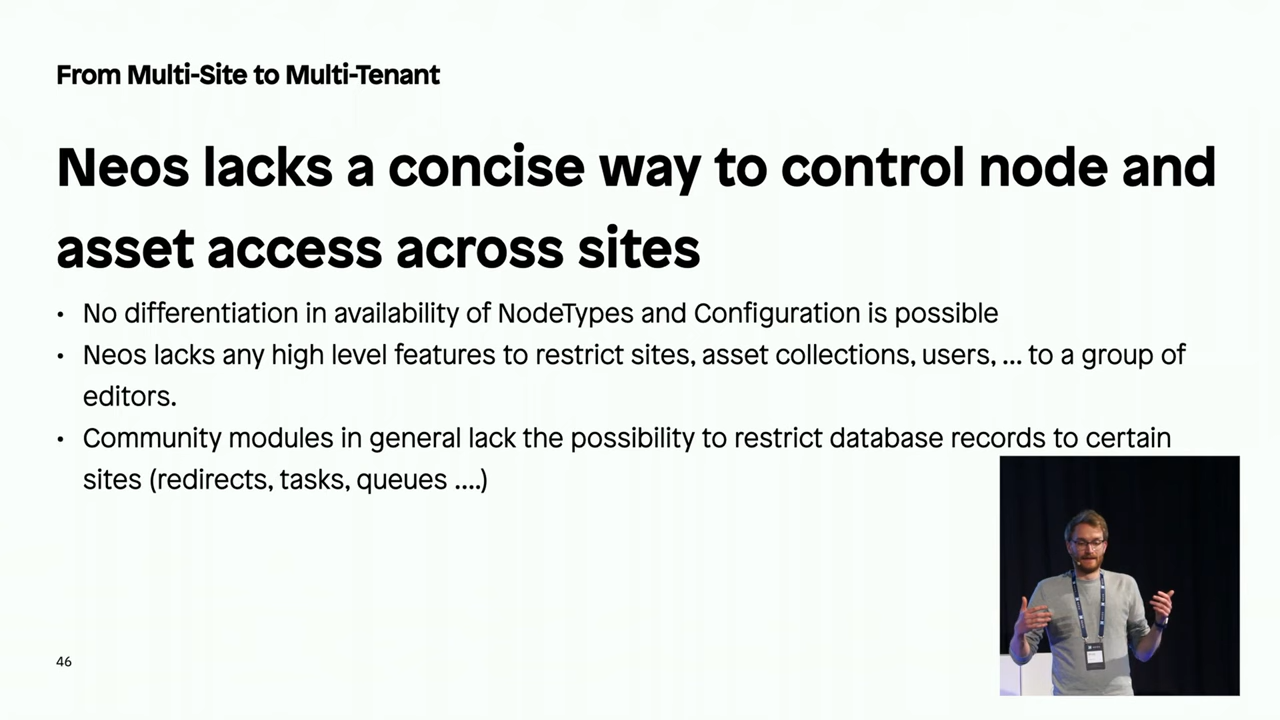 From Multi-Site to Multi-Tenant
Neos lacks a concise way to control node and
asset access across sites
• No differentiation in availability of NodeTypes and Configuration is possible
• Neos lacks any high level features to restrict sites, asset collections, users, ... to a group of
editors.
• Community modules in general lack the possibility to restrict database records to certain
sites (redirects, tasks, queues ....)
46